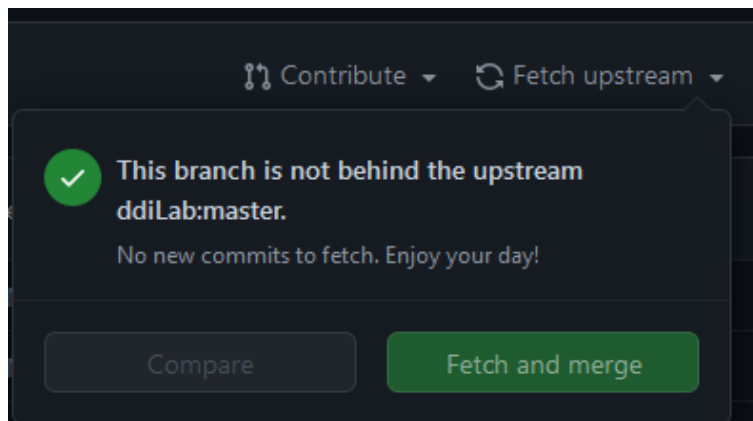 Contribute Fetch upstream
This branch is not behind the upstream
ddiLab:master.
No new commits to fetch. Enjoy your day!
Compare Fetch and merge